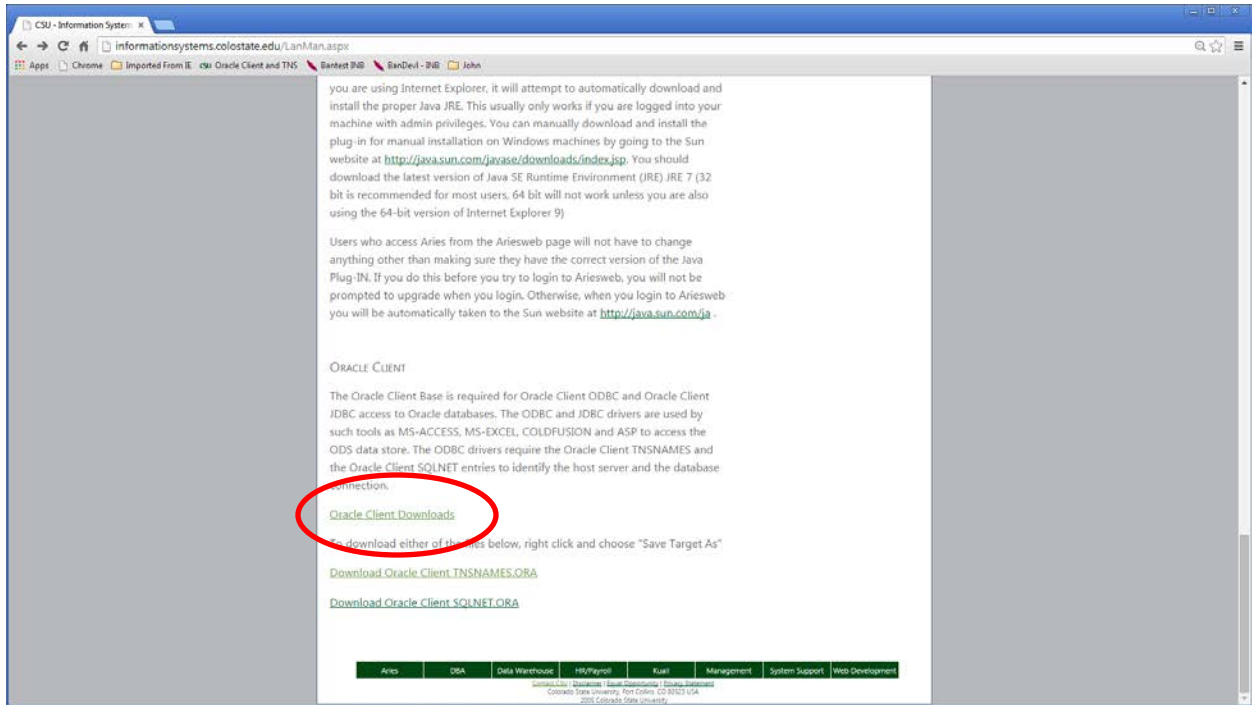 CSU - Information System
informationsystems.colostate.edu/LanMan.aspx
Apps Chrome Imported From IE CSU Oracle Client and TNS Bantest INB BanDevl - INB John
you are using Internet Explorer, it will attempt to automatically download and
install the proper Java JRE. This usually only works if you are logged into your
machine with admin privileges. You can manually download and install the
plug-in for manual installation on Windows machines by going to the Sun
website at http://java.sun.com/javase/downloads/index.jsp. You should
download the latest version of Java SE Runtime Environment (JRE) JRE 7 (32
bit is recommended for most users, 64 bit will not work unless you are also
using the 64-bit version of Internet Explorer 9)
Users who access Aries from the Ariesweb page will not have to change
anything other than making sure they have the correct version of the Java
Plug-IN. If you do this before you try to login to Ariesweb, you will not be
prompted to upgrade when you login. Otherwise, when you login to Ariesweb
you will be automatically taken to the Sun website at http://java.sun.com/ja .
ORACLE CLIENT
The Oracle Client Base is required for Oracle Client ODBC and Oracle Client
JDBC access to Oracle databases. The ODBC and JDBC drivers are used by
such tools as MS-ACCESS, MS-EXCEL, COLDFUSION and ASP to access the
ODS data store. The ODBC drivers require the Oracle Client TNSNAMES and
the Oracle Client SQLNET entries to identify the host server and the database
connection.
Oracle Client Downloads
To download either of the files below, right click and choose "Save Target As"
Download Oracle Client TNSNAMES.ORA
Download Oracle Client SQLNET.ORA
Aries DBA Data Warehouse HR/Payroll Kuali Management System Support Web Development
Contact CSU | Disclaimer | Equal Opportunity | Privacy Statement
Colorado State University, Fort Collins, CO 80523 USA
2005 Colorado State University